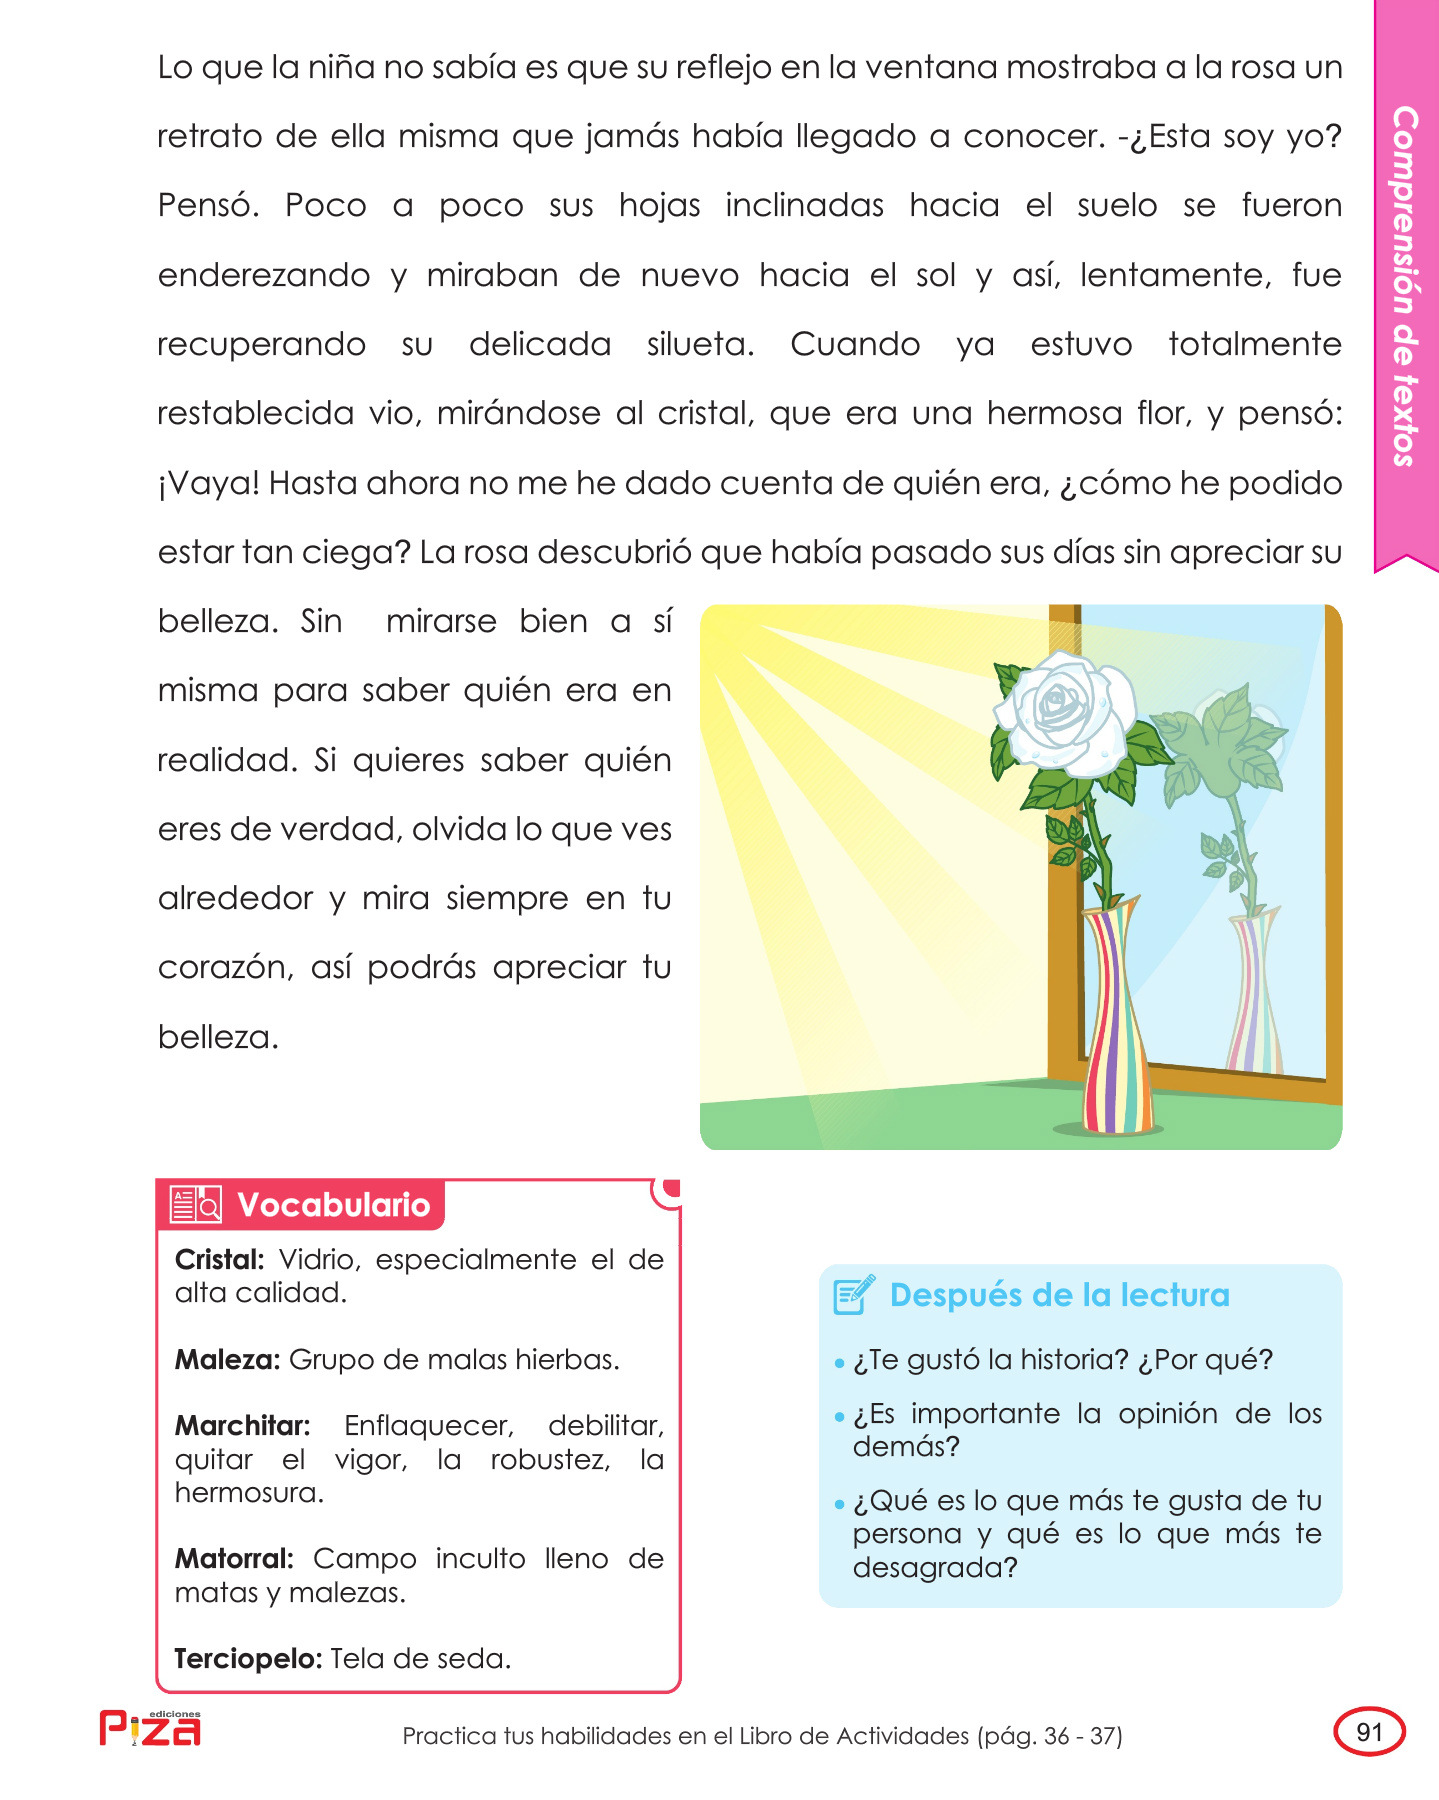 Lo que la niña no sabía es que su reflejo en la ventana mostraba a la rosa un
retrato de ella misma que jamás había llegado a conocer. -¿Esta soy yo?
Pensó. Poco a poco sus hojas inclinadas hacia el suelo se fueron
enderezando y miraban de nuevo hacia el sol y así, lentamente, fue
recuperando su delicada silueta. Cuando ya estuvo totalmente
restablecida vio, mirándose al cristal, que era una hermosa flor, y pensó:
¡Vaya! Hasta ahora no me he dado cuenta de quién era, ¿cómo he podido
estar tan ciega? La rosa descubrió que había pasado sus días sin apreciar su
belleza. Sin mirarse bien a sí
misma para saber quién era en
realidad. Si quieres saber quién
eres de verdad, olvida lo que ves
alrededor y mira siempre en tu
corazón, así podrás apreciar tu
belleza.
Comprensión de textos
Vocabulario
Cristal: Vidrio, especialmente el de
alta calidad.
Maleza: Grupo de malas hierbas.
Marchitar: Enflaquecer, debilitar,
quitar el vigor, la robustez, la
hermosura.
Matorral: Campo inculto lleno de
matas y malezas.
Terciopelo: Tela de seda.
Después de la lectura
• ¿Te gustó la historia? ¿Por qué?
• ¿Es importante la opinión de los
demás?
• ¿Qué es lo que más te gusta de tu
persona y qué es lo que más te
desagrada?
ediciones
Piza
Practica tus habilidades en el Libro de Actividades (pág. 36 - 37)
91